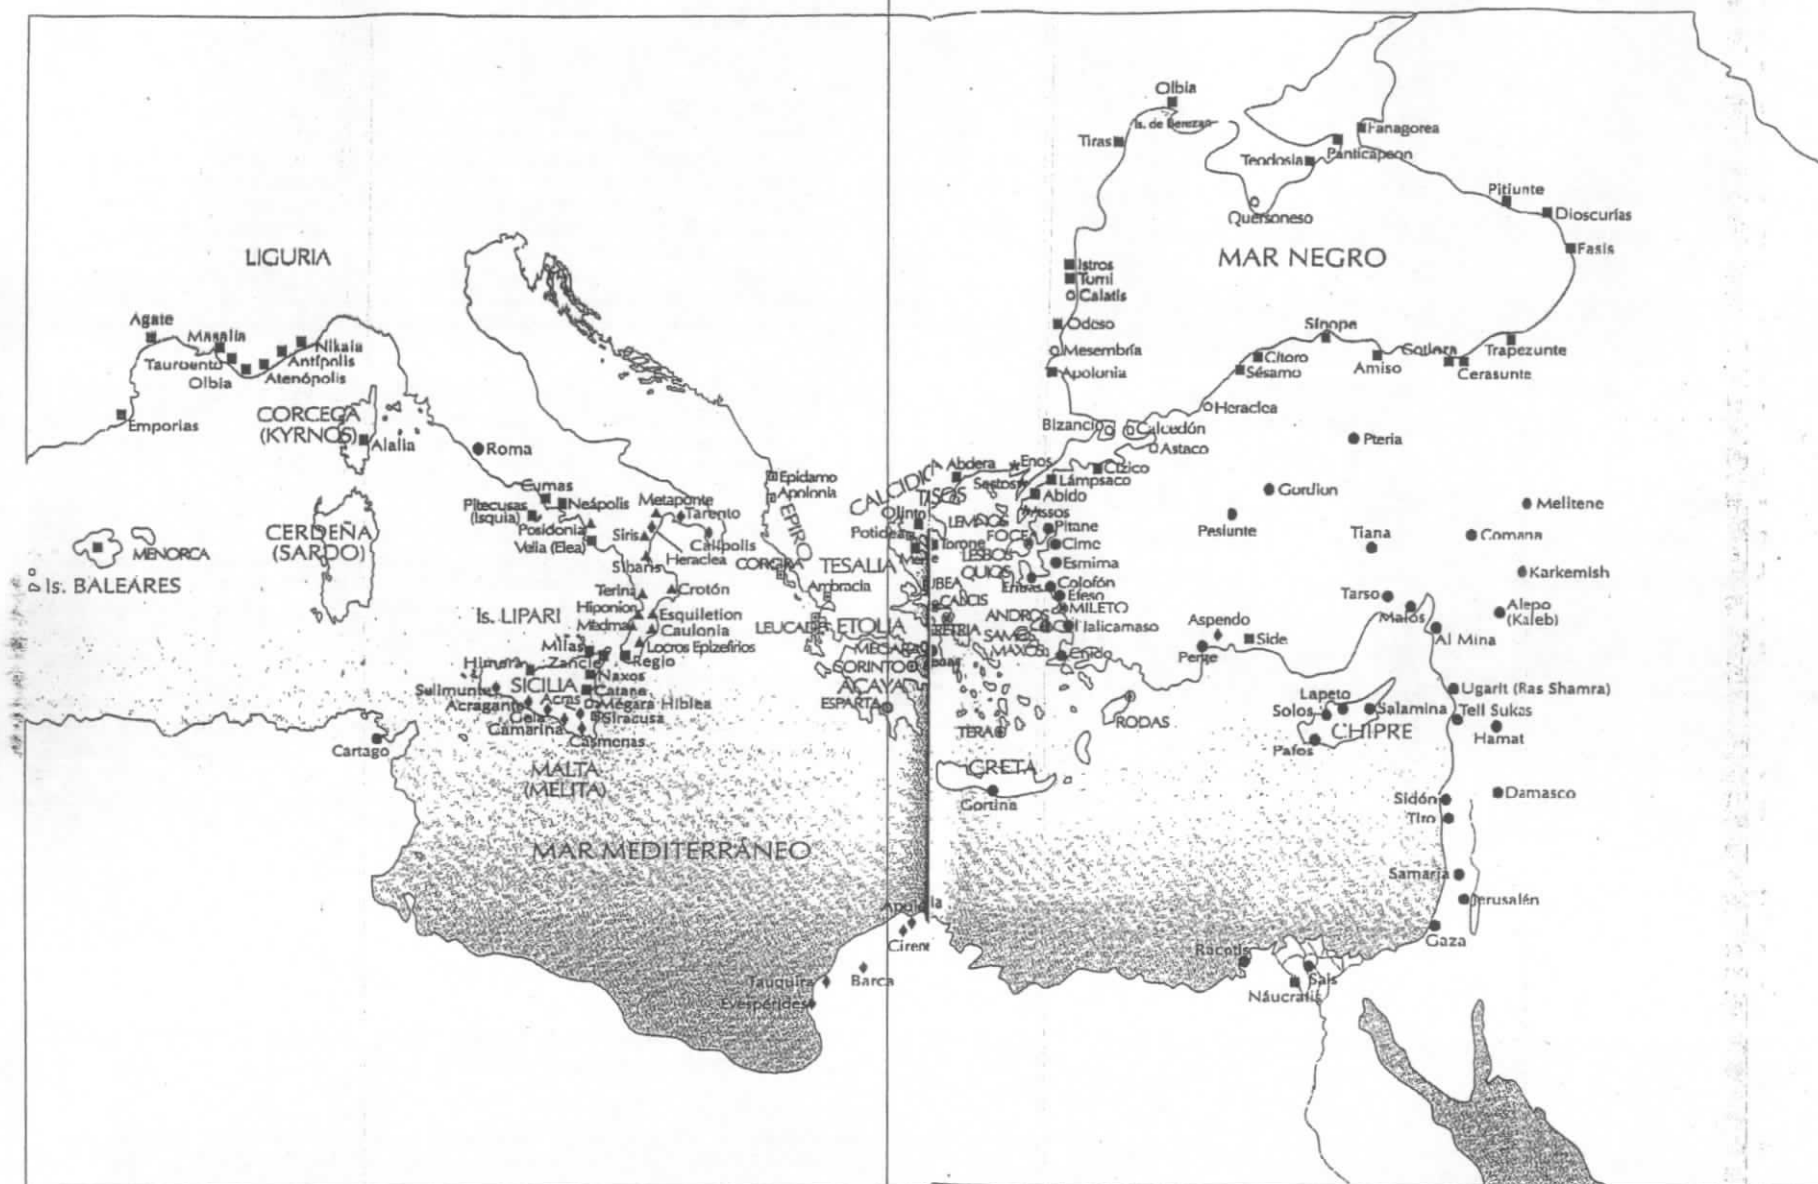 LIGURIA
Agate
Masalia
Tauroento
Olbia
Nikaia
Antípolis
Atenópolis
Emporias
CORCEGA
(KYRNOS)
Alalia
Roma
CERDEÑA
(SARDO)
MENORCA
Is. BALEARES
Cumas
Pitecusas
(Isquia)
Neápolis
Posidonia
Velia (Elea)
Metaponte
Tarento
Siris
Calípolis
Heraclea
Síbaris
Terina
Crotón
Hiponion
Esquiletion
Medma
Caulonia
Locros Epizefirios
Is. LIPARI
Milas
Zancle
Regio
Himera
Naxos
SICILIA
Catane
Selinunte
Acras
Mégara Hiblea
Acragante
Gela
Siracusa
Camarina
Casmenas
Cartago
MALTA
(MELITA)
MAR MEDITERRÁNEO
Epidamo
Apolonia
EPIRO
CORCIRA
Ambracia
LEUCADE
ETOLIA
TESALIA
MEGARA
CORINTO
ACAYA
ESPARTA
CALCIDICA
Olinto
Potidea
Torone
CALCIS
Cirene
Barca
Tauquira
Evespérides
Olbia
Is. de Berezan
Tiras
Fanagorea
Panticapeon
Teodosia
Quersoneso
Pitiunte
Dioscurías
Fasis
MAR NEGRO
Istros
Tomi
Calatis
Odeso
Mesembría
Apolonia
Sínope
Cítoro
Sésamo
Amiso
Cotiora
Cerasunte
Trapezunte
Heraclea
Bizancio
Calcedón
Astaco
Abdera
Enos
Cízico
TASOS
Sestos
Lámpsaco
Abido
LEMNOS
Assos
Pitane
FOCEA
Cime
LESBOS
Esmirna
QUIOS
Colofón
Efeso
MILETO
ANDROS
Halicarnaso
SAMOS
Cnido
TERA
RODAS
CRETA
Gortina
Pteria
Gordion
Pesiunte
Melitene
Tiana
Comana
Karkemish
Tarso
Malos
Alepo
(Kaleb)
Al Mina
Aspendo
Side
Perge
Ugarit (Ras Shamra)
Lapeto
Solos
Salamina
Tell Sukas
CHIPRE
Pafos
Hamat
Sidón
Damasco
Tiro
Samaria
Jerusalén
Gaza
Racotis
Sais
Náucratis